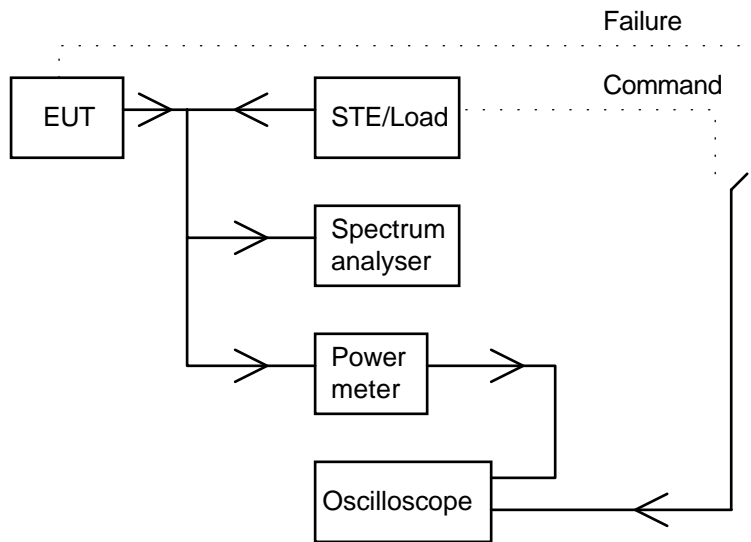 Failure
Command
EUT
STE/Load
Spectrum
analyser
Power
meter
Oscilloscope